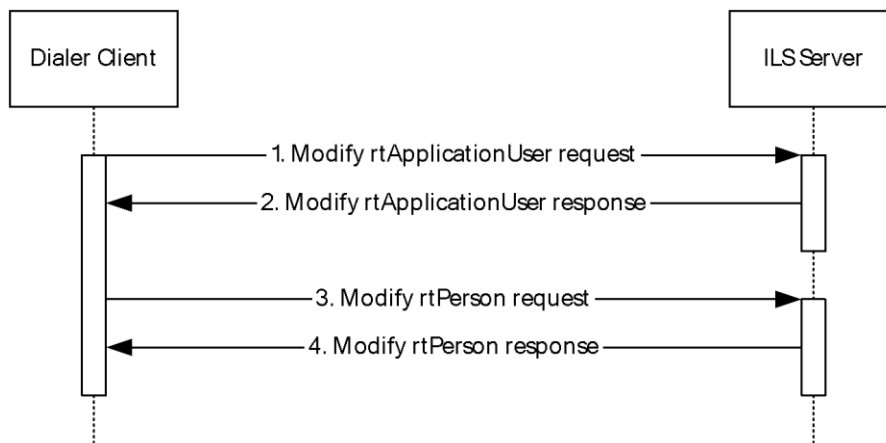 Dialer Client
ILS Server
1. Modify rtApplicationUser request
2. Modify rtApplicationUser response
3. Modify rtPerson request
4. Modify rtPerson response